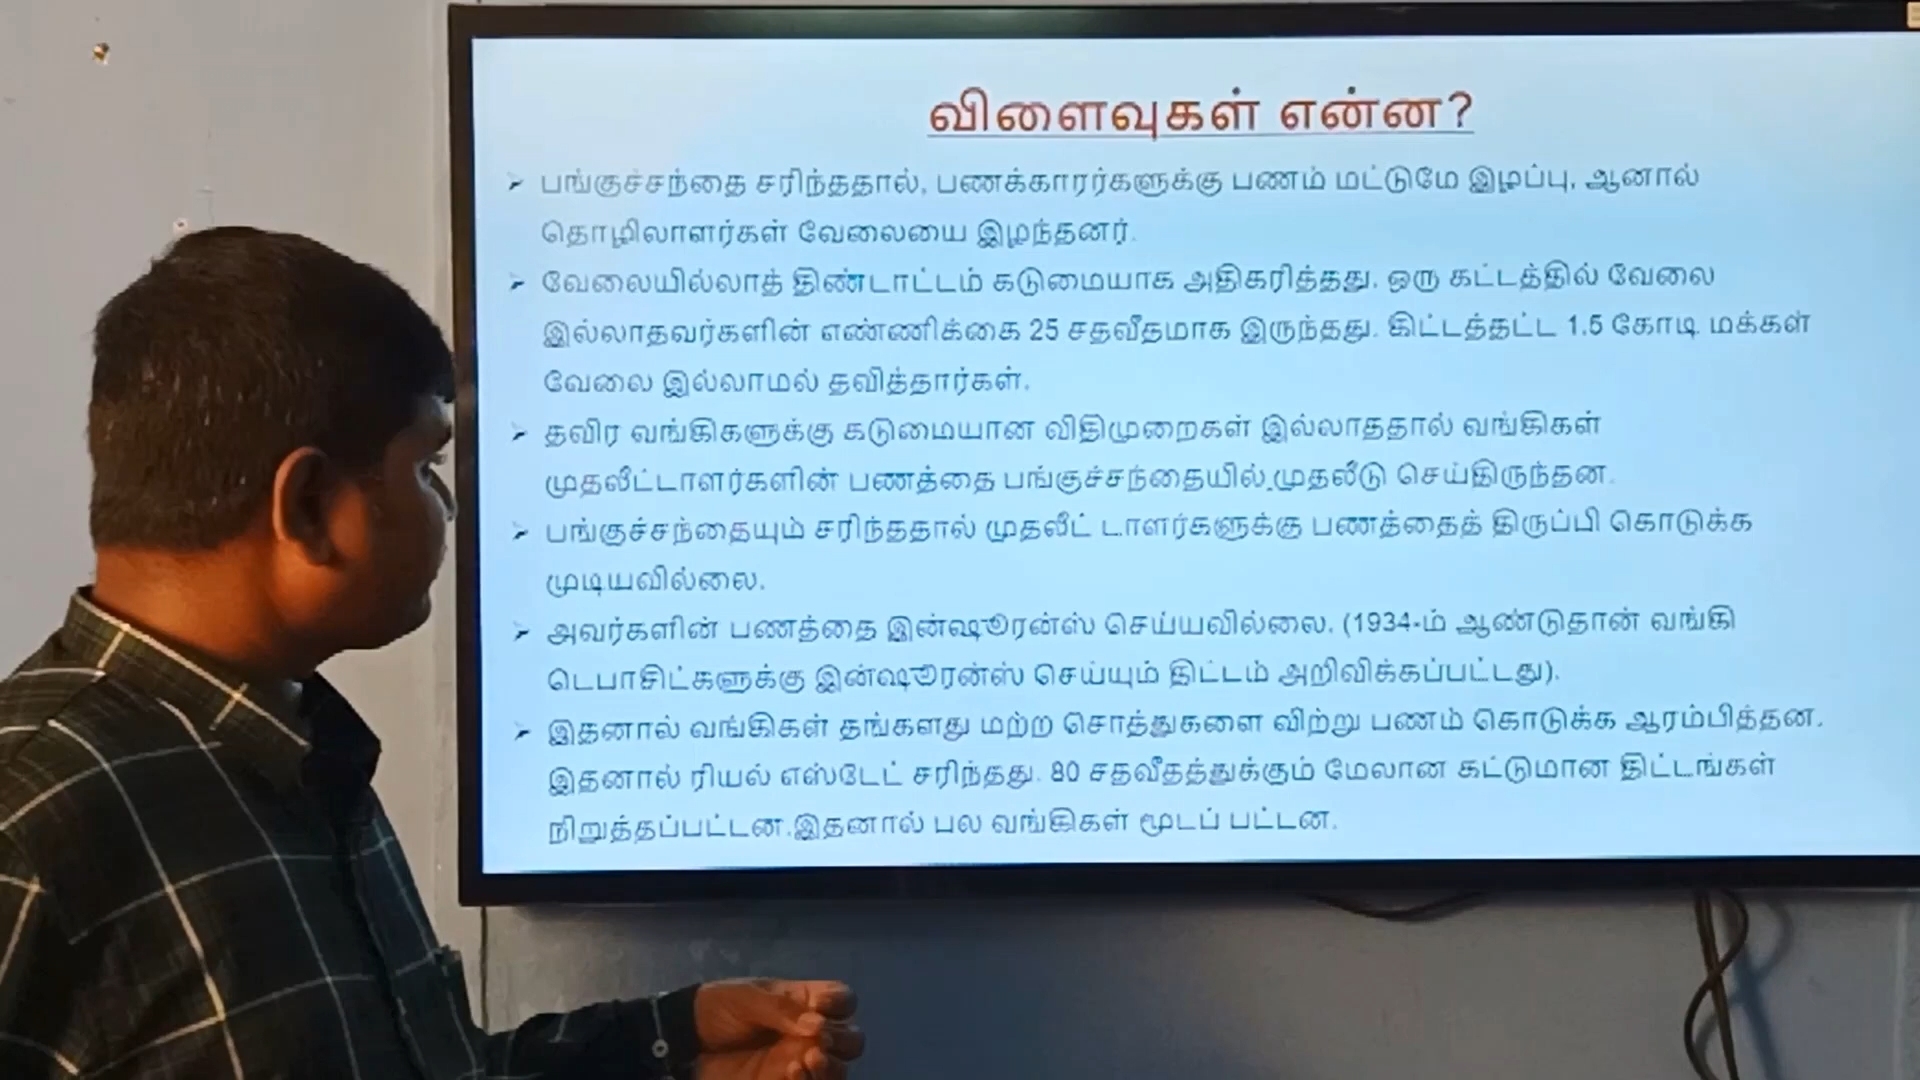 விளைவுகள் என்ன?
➢ பங்குச்சந்தை சரிந்ததால், பணக்காரர்களுக்கு பணம் மட்டுமே இழப்பு, ஆனால்
தொழிலாளர்கள் வேலையை இழந்தனர்.
➢ வேலையில்லாத் திண்டாட்டம் கடுமையாக அதிகரித்தது. ஒரு கட்டத்தில் வேலை
இல்லாதவர்களின் எண்ணிக்கை 25 சதவீதமாக இருந்தது. கிட்டத்தட்ட 1.5 கோடி மக்கள்
வேலை இல்லாமல் தவித்தார்கள்.
➢ தவிர வங்கிகளுக்கு கடுமையான விதிமுறைகள் இல்லாததால் வங்கிகள்
முதலீட்டாளர்களின் பணத்தை பங்குச்சந்தையில் முதலீடு செய்திருந்தன.
➢ பங்குச்சந்தையும் சரிந்ததால் முதலீட் டாளர்களுக்கு பணத்தைத் திருப்பி கொடுக்க
முடியவில்லை.
➢ அவர்களின் பணத்தை இன்ஷூரன்ஸ் செய்யவில்லை. (1934-ம் ஆண்டுதான் வங்கி
டெபாசிட்களுக்கு இன்ஷூரன்ஸ் செய்யும் திட்டம் அறிவிக்கப்பட்டது).
➢ இதனால் வங்கிகள் தங்களது மற்ற சொத்துகளை விற்று பணம் கொடுக்க ஆரம்பித்தன.
இதனால் ரியல் எஸ்டேட் சரிந்தது. 80 சதவீதத்துக்கும் மேலான கட்டுமான திட்டங்கள்
நிறுத்தப்பட்டன.இதனால் பல வங்கிகள் மூடப் பட்டன.